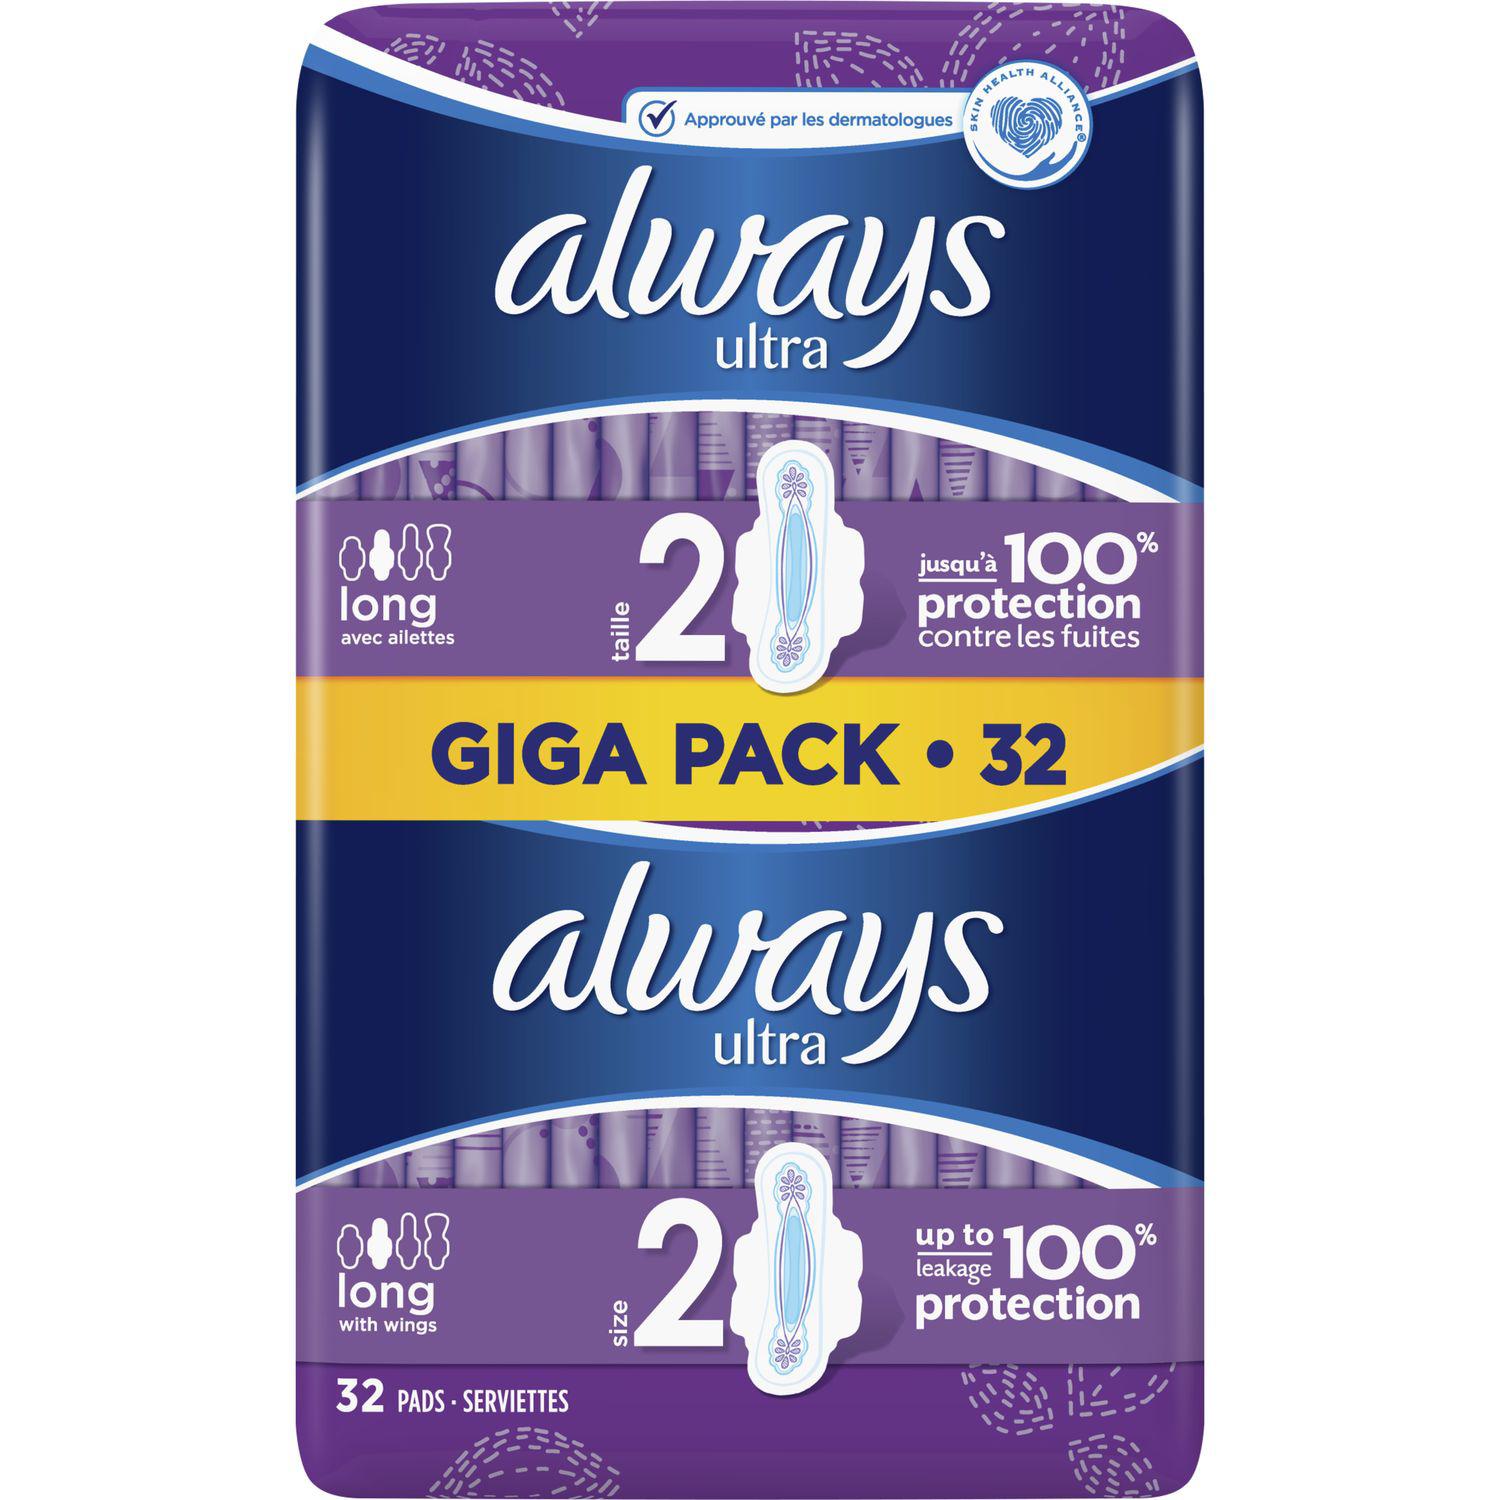 Approuvé par les dermatologues
SKIN HEALTH ALLIANCE®
always
ultra
long
avec ailettes
taille 2
jusqu'à 100%
protection
contre les fuites
GIGA PACK • 32
always
ultra
long
with wings
size 2
up to 100%
leakage
protection
32 PADS · SERVIETTES